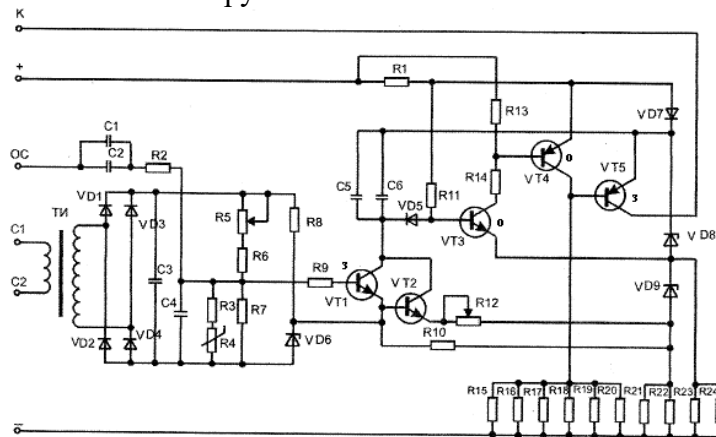 К
+
R1
VD7
C1
C2
R2
R13
ОС
VT4
0
VT5
3
C5
C6
R11
R14
VD5
VT3
0
VD1
VD3
ТИ
R5
R8
VD8
C1
C2
C3
R6
R9
3
VT1
VT2
R12
VD9
C4
R3
R7
R4
VD6
R10
VD2
VD4
R15
R16
R17
R18
R19
R20
R21
R22
R23
R24